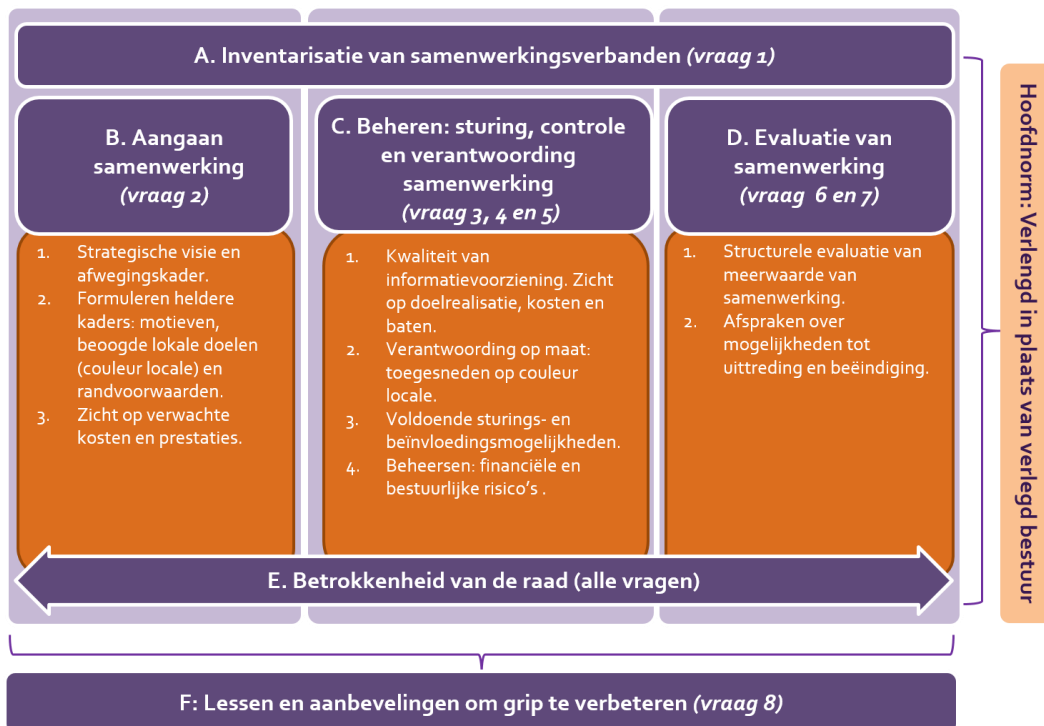 A. Inventarisatie van samenwerkingsverbanden (vraag 1)
B. Aangaan
samenwerking
(vraag 2)
1. Strategische visie en
afwegingskader.
2. Formuleren heldere
kaders: motieven,
beoogde lokale doelen
(couleur locale) en
randvoorwaarden.
3. Zicht op verwachte
kosten en prestaties.
C. Beheren: sturing, controle
en verantwoording
samenwerking
(vraag 3, 4 en 5)
1. Kwaliteit van
informatievoorziening. Zicht
op doelrealisatie, kosten en
baten.
2. Verantwoording op maat:
toegesneden op couleur
locale.
3. Voldoende sturings- en
beïnvloedingsmogelijkheden.
4. Beheersen: financiële en
bestuurlijke risico's .
D. Evaluatie van
samenwerking
(vraag 6 en 7)
1. Structurele evaluatie van
meerwaarde van
samenwerking.
2. Afspraken over
mogelijkheden tot
uittreding en beëindiging.
E. Betrokkenheid van de raad (alle vragen)
Hoofdnorm: Verlengd in plaats van verlegd bestuur
F: Lessen en aanbevelingen om grip te verbeteren (vraag 8)